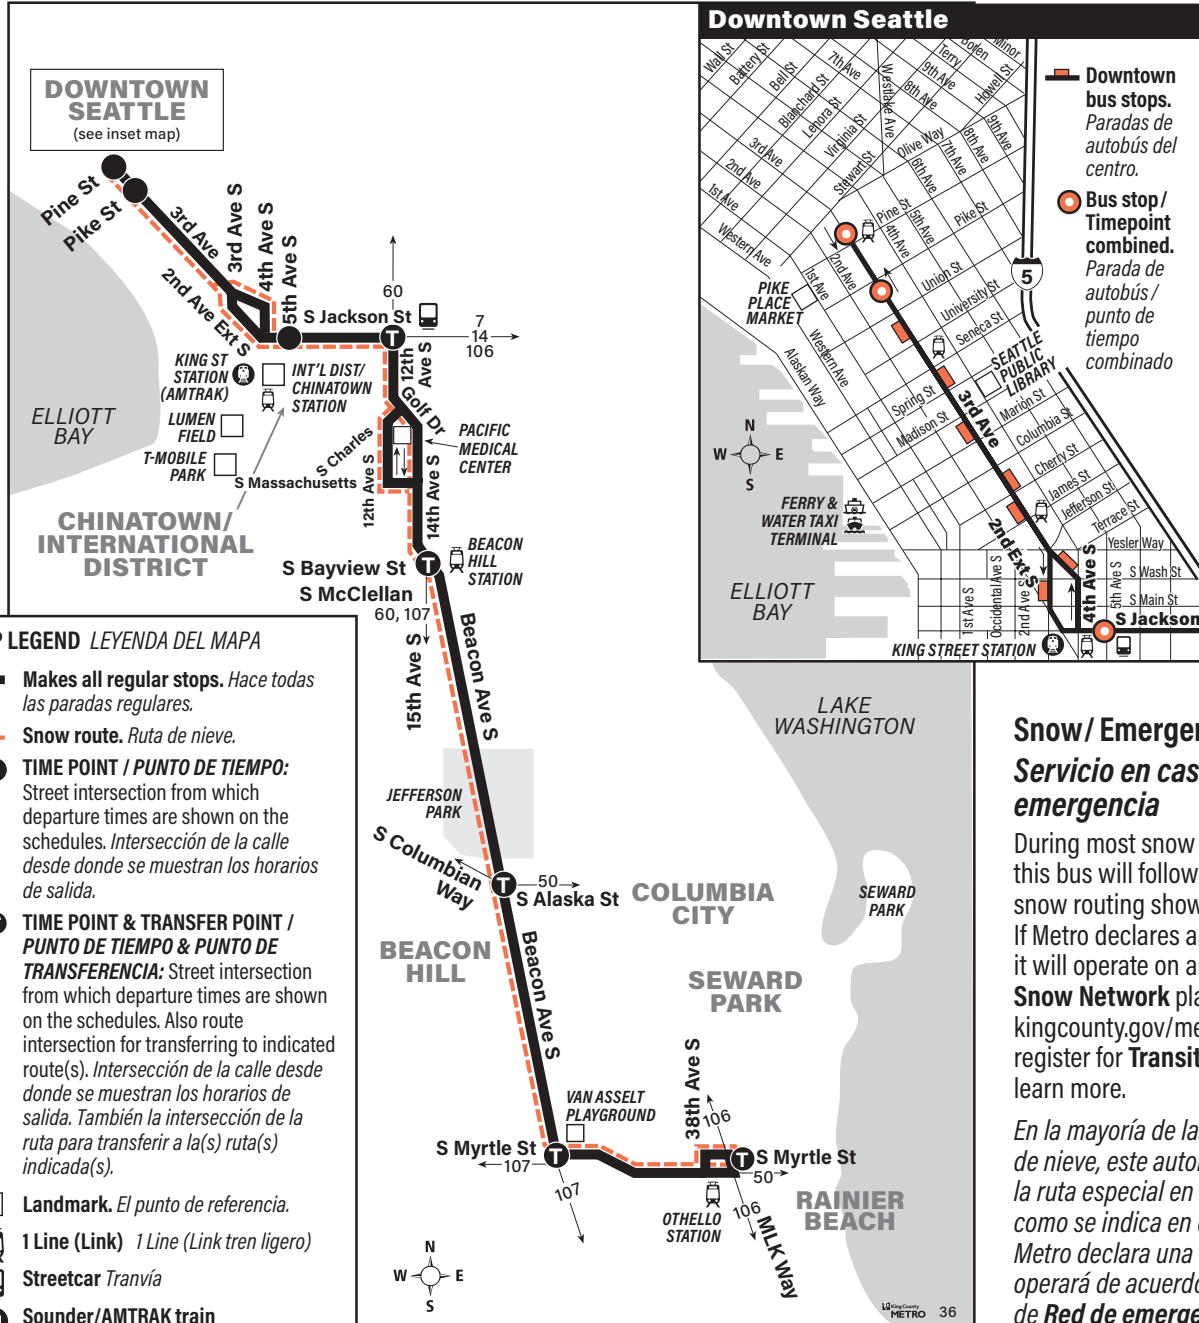 DOWNTOWN
SEATTLE
(see inset map)
Pine St
Pike St
3rd Ave
3rd Ave S
4th Ave S
5th Ave S
2nd Ave Ext S
S Jackson St
60
7
14
106
12th
Ave S
KING ST
STATION
(AMTRAK)
INT'L DIST/
CHINATOWN
STATION
ELLIOTT
BAY
LUMEN
FIELD
T-MOBILE
PARK
Golf Dr
S Charles
S Massachusetts
12th Ave S
14th Ave S
PACIFIC
MEDICAL
CENTER
CHINATOWN/
INTERNATIONAL
DISTRICT
S Bayview St
S McClellan
BEACON
HILL
STATION
60, 107
15th Ave S
Beacon Ave S
JEFFERSON
PARK
S Columbian
Way
50
S Alaska St
COLUMBIA
CITY
BEACON
HILL
Beacon Ave S
SEWARD
PARK
SEWARD
PARK
LAKE
WASHINGTON
VAN ASSELT
PLAYGROUND
38th Ave S
106
S Myrtle St
107
107
S Myrtle St
50
OTHELLO
STATION
106
MLK Way
RAINIER
BEACH
N
W E
S
King County
METRO 36
P LEGEND LEYENDA DEL MAPA
Makes all regular stops. Hace todas
las paradas regulares.
Snow route. Ruta de nieve.
TIME POINT / PUNTO DE TIEMPO:
Street intersection from which
departure times are shown on the
schedules. Intersección de la calle
desde donde se muestran los horarios
de salida.
TIME POINT & TRANSFER POINT /
PUNTO DE TIEMPO & PUNTO DE
TRANSFERENCIA: Street intersection
from which departure times are shown
on the schedules. Also route
intersection for transferring to indicated
route(s). Intersección de la calle desde
donde se muestran los horarios de
salida. También la intersección de la
ruta para transferir a la(s) ruta(s)
indicada(s).
Landmark. El punto de referencia.
1 Line (Link) 1 Line (Link tren ligero)
Streetcar Tranvía
Sounder/AMTRAK train
Downtown Seattle
Wall St
Battery St
Bell St
Blanchard St
Lenora St
Virginia St
Stewart St
7th Ave
Westlake Ave
8th Ave
9th Ave
Terry
Boren
Minor
Howell St
Olive Way
9th Ave
8th Ave
7th Ave
6th Ave
5th Ave
4th Ave
3rd Ave
2nd Ave
1st Ave
Western Ave
Pine St
Pike St
2nd Ave
1st Ave
PIKE
PLACE
MARKET
Union St
University St
Seneca St
SEATTLE
PUBLIC
LIBRARY
Western Ave
Alaskan Way
Spring St
Madison St
3rd Ave
Marion St
Columbia St
Cherry St
James St
Jefferson St
Terrace St
Yesler Way
S Wash St
S Main St
S Jackson
N
W E
S
FERRY &
WATER TAXI
TERMINAL
ELLIOTT
BAY
2nd Ext S
1st Ave S
Occidental Ave S
2nd Ave S
4th Ave S
5th Ave S
KING STREET STATION
5
Downtown
bus stops.
Paradas de
autobús del
centro.
Bus stop/
Timepoint
combined.
Parada de
autobús /
punto de
tiempo
combinado
Snow/ Emergen
Servicio en cas
emergencia
During most snow
this bus will follow
snow routing show
If Metro declares a
it will operate on a
Snow Network pla
kingcounty.gov/me
register for Transit
learn more.
En la mayoría de la
de nieve, este auto
la ruta especial en
como se indica en
Metro declara una
operará de acuerdo
de Red de emerge